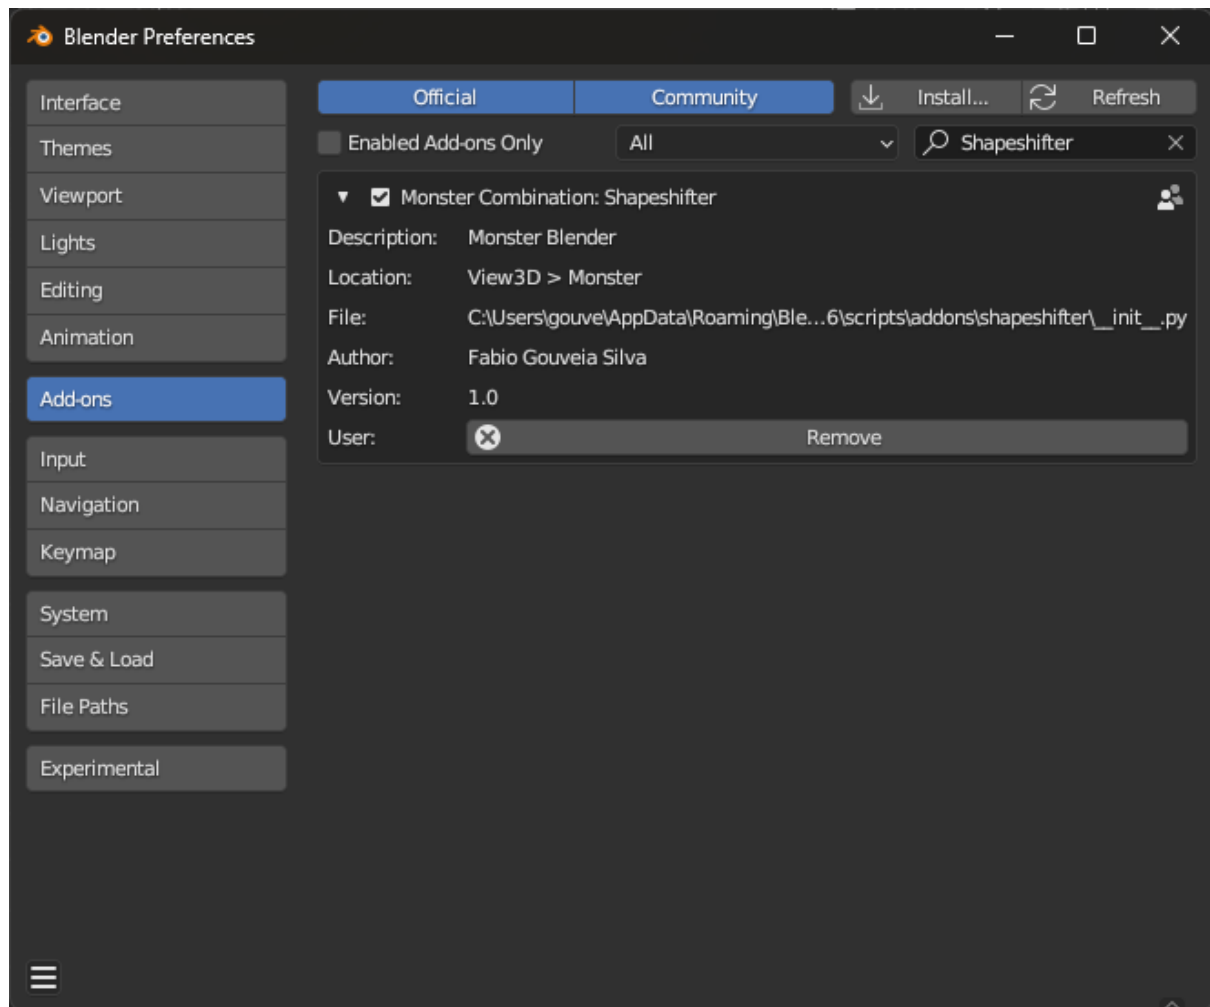 Blender Preferences
Interface
Themes
Viewport
Lights
Editing
Animation
Add-ons
Input
Navigation
Keymap
System
Save & Load
File Paths
Experimental
Official Community Install... Refresh
Enabled Add-ons Only All Shapeshifter
Monster Combination: Shapeshifter
Description: Monster Blender
Location: View3D > Monster
File: C:\Users\gouve\AppData\Roaming\Ble...6\scripts\addons\shapeshifter\__init__.py
Author: Fabio Gouveia Silva
Version: 1.0
User: Remove